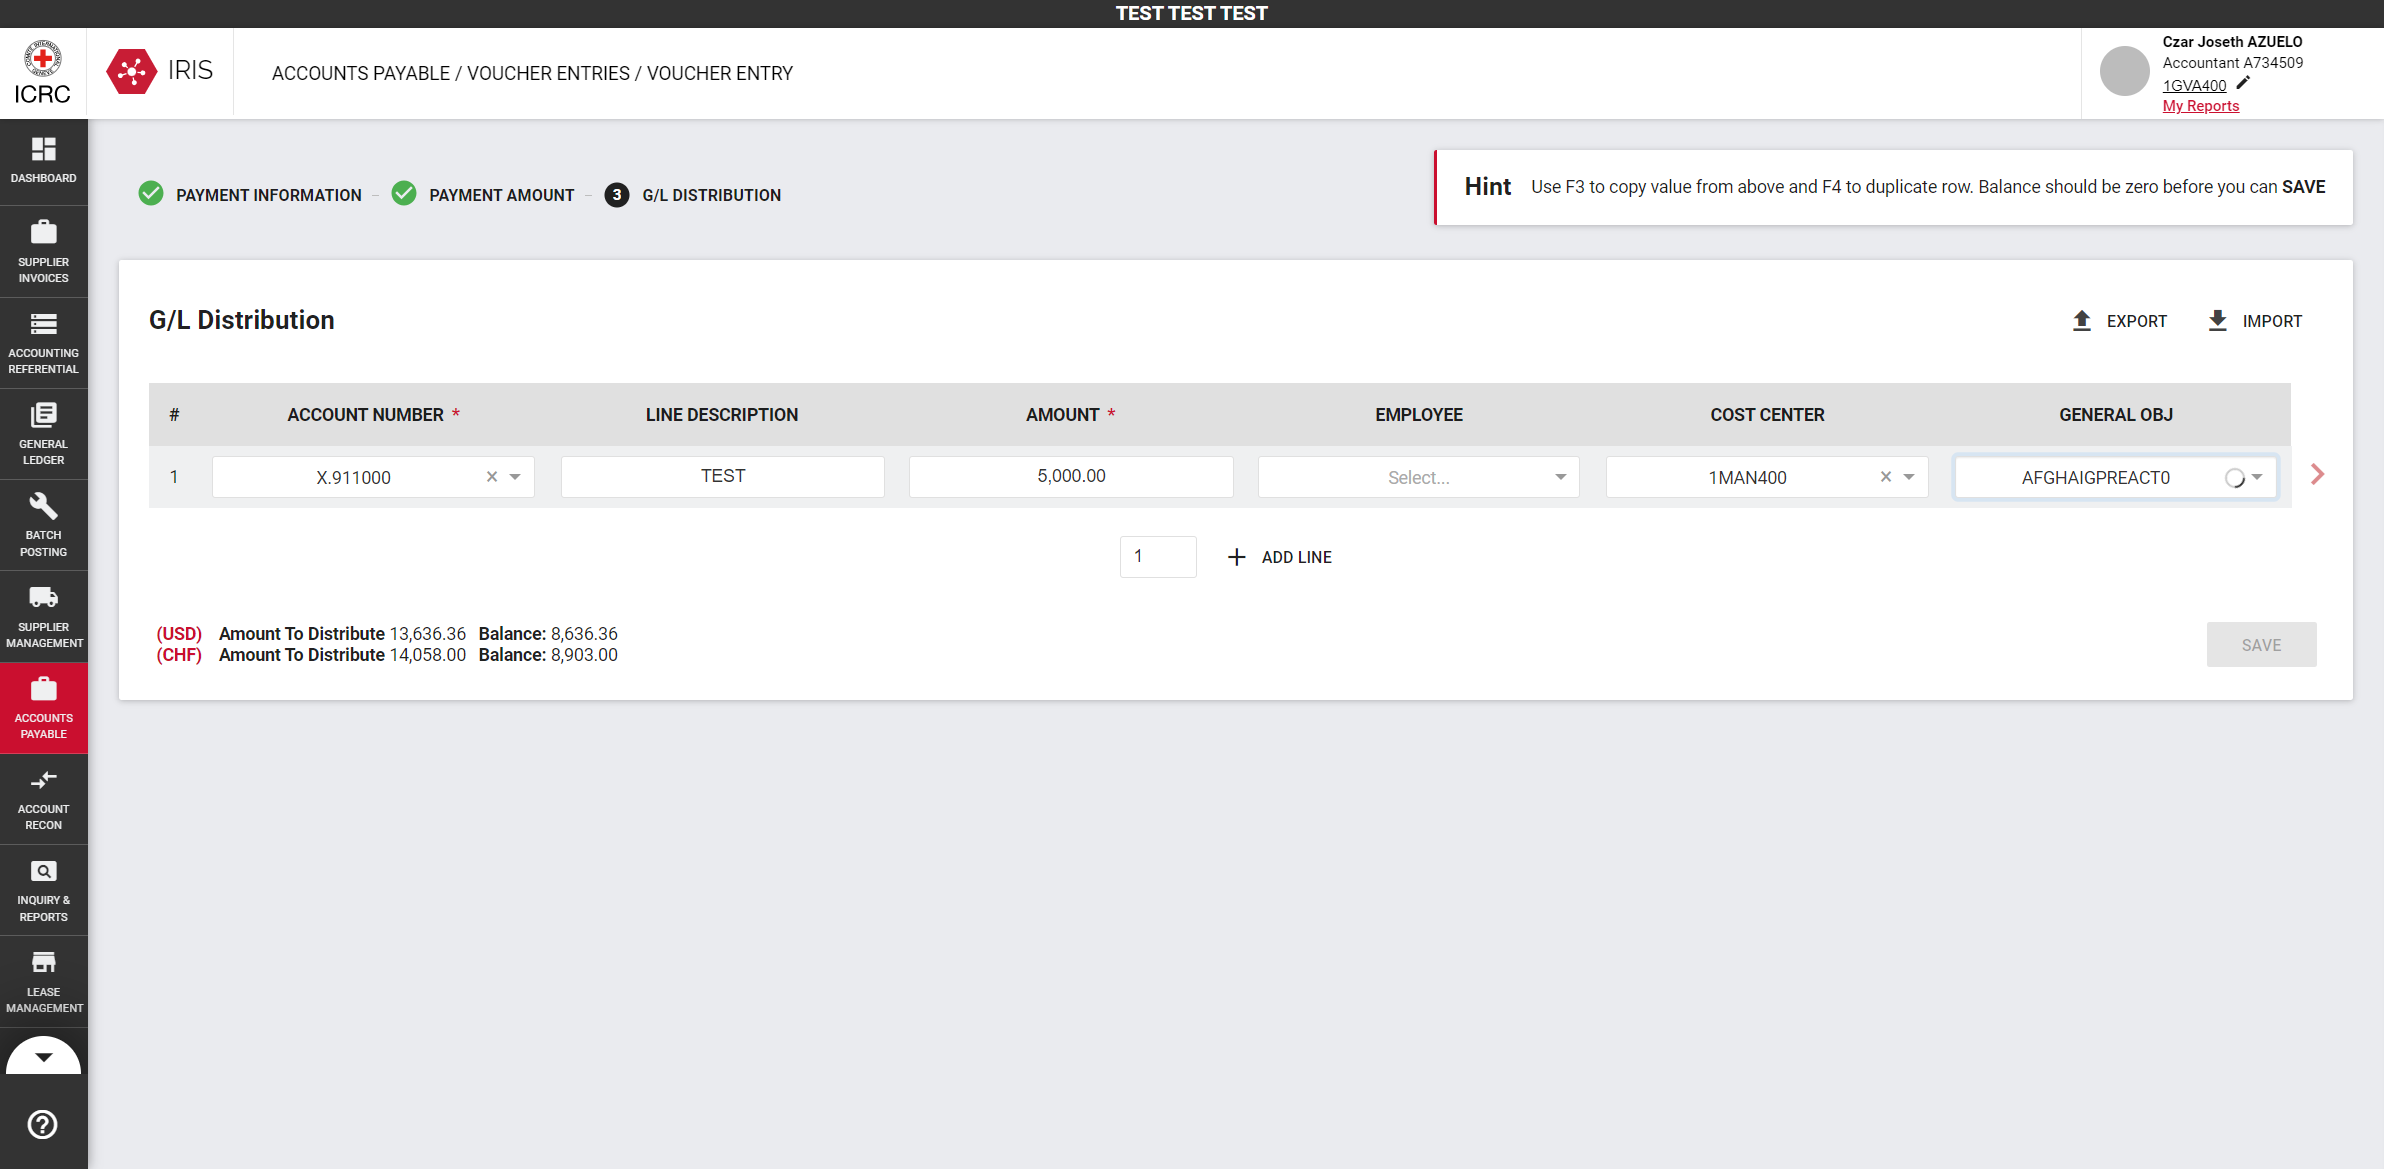 TEST TEST TEST
ICRC
IRIS
ACCOUNTS PAYABLE / VOUCHER ENTRIES / VOUCHER ENTRY
Czar Joseth AZUELO
Accountant A734509
1GVA400
My Reports
DASHBOARD
SUPPLIER
INVOICES
ACCOUNTING
REFERENTIAL
GENERAL
LEDGER
BATCH
POSTING
SUPPLIER
MANAGEMENT
ACCOUNTS
PAYABLE
ACCOUNT
RECON
INQUIRY &
REPORTS
LEASE
MANAGEMENT
PAYMENT INFORMATION – PAYMENT AMOUNT – 3 G/L DISTRIBUTION
Hint Use F3 to copy value from above and F4 to duplicate row. Balance should be zero before you can SAVE
G/L Distribution
EXPORT IMPORT
# ACCOUNT NUMBER * LINE DESCRIPTION AMOUNT * EMPLOYEE COST CENTER GENERAL OBJ
1 X.911000 TEST 5,000.00 Select... 1MAN400 AFGHAIGPREACT0
1 ADD LINE
(USD) Amount To Distribute 13,636.36 Balance: 8,636.36
(CHF) Amount To Distribute 14,058.00 Balance: 8,903.00
SAVE